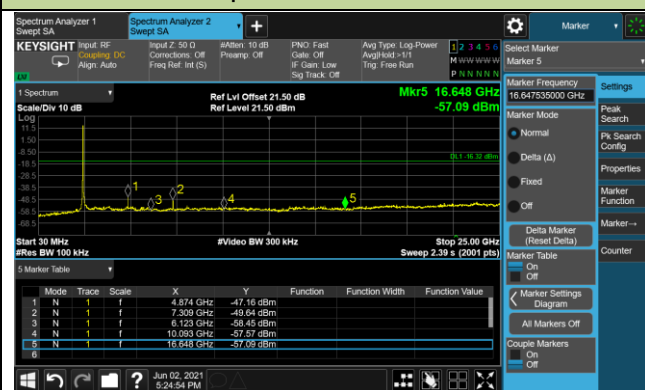 Spectrum Analyzer 1
Swept SA
Spectrum Analyzer 2
Swept SA
+
Marker
KEYSIGHT
Input: RF
Coupling: DC
Align: Auto
Input Z: 50 Ω
Corrections: Off
Freq Ref: Int (S)
#Atten: 10 dB
Preamp: Off
PNO: Fast
Gate: Off
IF Gain: Low
Sig Track: Off
Avg Type: Log-Power
Avg|Hold:>1/1
Trig: Free Run
1 2 3 4 5 6
M W W W W W
P N N N N N
Select Marker
Marker 5
1 Spectrum
Scale/Div 10 dB
Ref Lvl Offset 21.50 dB
Ref Level 21.50 dBm
Mkr5 16.648 GHz
-57.09 dBm
Log
11.5
1.50
-8.50
-18.5
-28.5
-38.5
-48.5
-58.5
-68.5
DL1 -16.32 dBm
1
2
3
4
5
Start 30 MHz
#Video BW 300 kHz
Stop 25.00 GHz
#Res BW 100 kHz
Sweep 2.39 s (2001 pts)
5 Marker Table
Mode Trace Scale X Y Function Function Width Function Value
1 N 1 f 4.874 GHz -47.16 dBm
2 N 1 f 7.309 GHz -49.64 dBm
3 N 1 f 6.123 GHz -58.45 dBm
4 N 1 f 10.093 GHz -57.57 dBm
5 N 1 f 16.648 GHz -57.09 dBm
6
Marker Frequency
16.647535000 GHz
Marker Mode
Normal
Delta (Δ)
Fixed
Off
Delta Marker
(Reset Delta)
Marker Table
On
Off
Marker Settings
Diagram
All Markers Off
Couple Markers
On
Off
Settings
Peak
Search
Pk Search
Config
Properties
Marker
Function
Marker→
Counter
?
Jun 02, 2021
5:24:54 PM